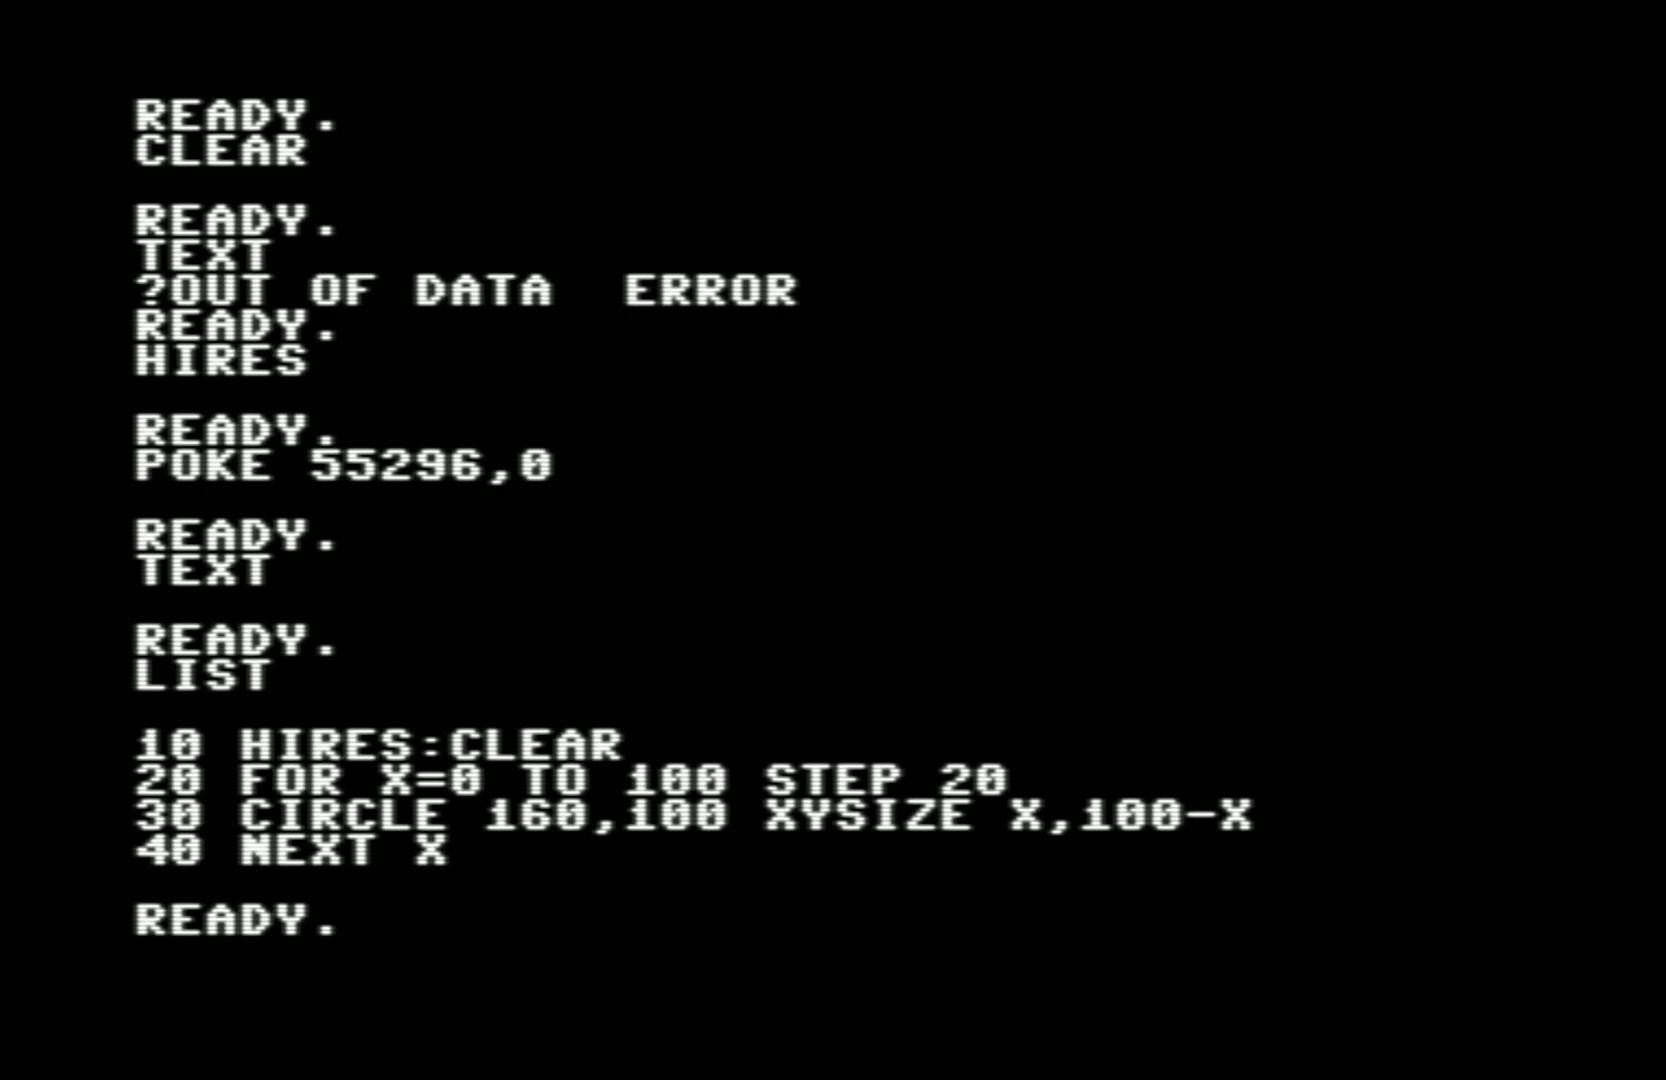 READY.
CLEAR
READY.
TEXT
?OUT OF DATA  ERROR
READY.
HIRES
READY.
POKE 55296,0
READY.
TEXT
READY.
LIST
10 HIRES:CLEAR
20 FOR X=0 TO 100 STEP 20
30 CIRCLE 160,100 XYSIZE X,100-X
40 NEXT X
READY.